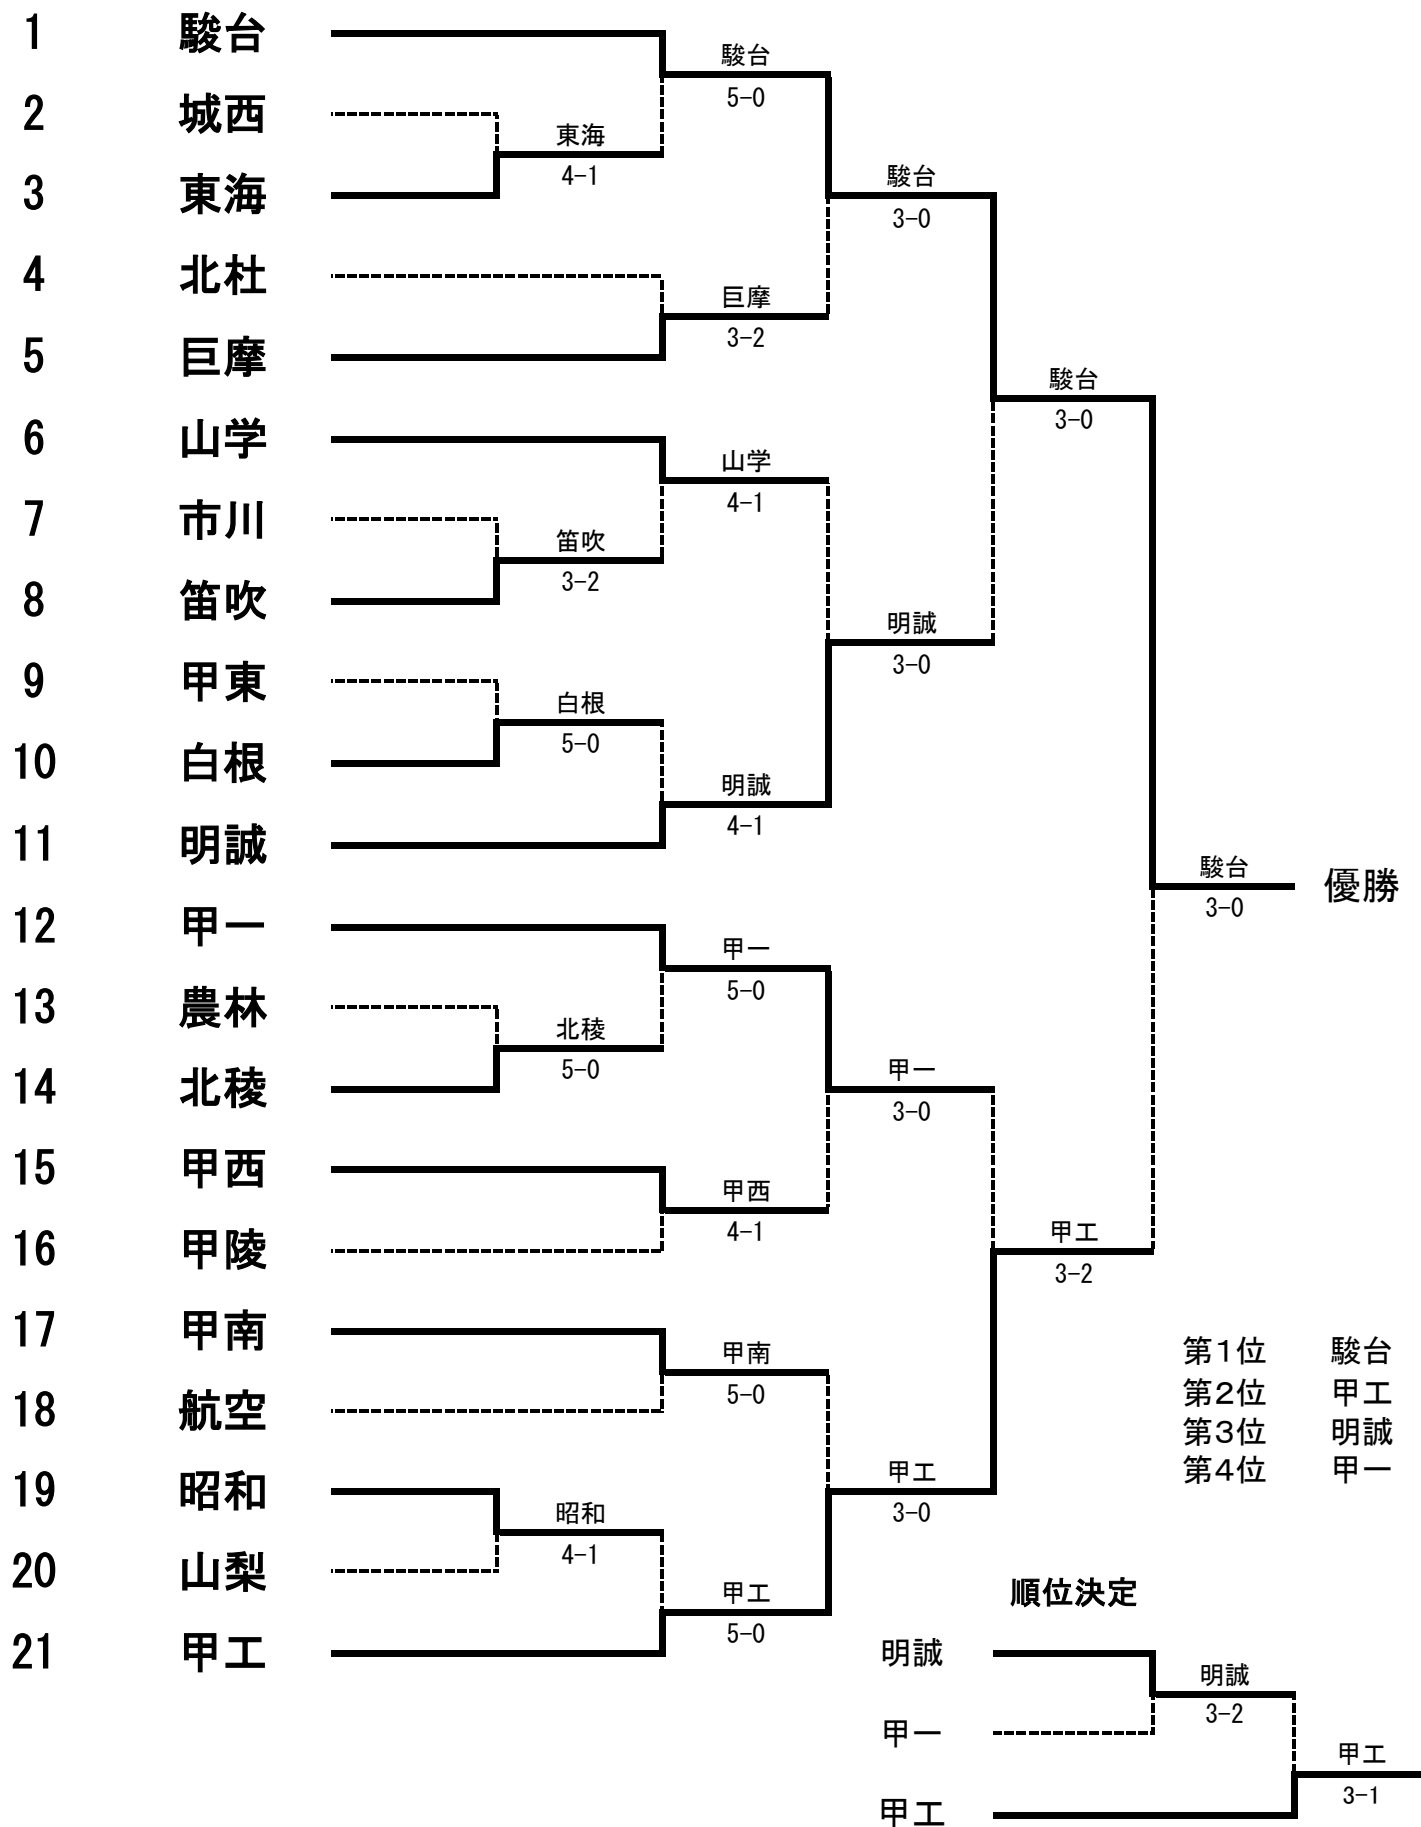 1 駿台
駿台
5-0
2 城西
東海
4-1
3 東海
駿台
3-0
4 北杜
巨摩
3-2
5 巨摩
駿台
3-0
6 山学
山学
4-1
7 市川
笛吹
3-2
8 笛吹
明誠
3-0
9 甲東
白根
5-0
10 白根
明誠
4-1
11 明誠
駿台
3-0
優勝
12 甲一
甲一
5-0
13 農林
北稜
5-0
14 北稜
甲一
3-0
15 甲西
甲西
4-1
16 甲陵
甲工
3-2
17 甲南
甲南
5-0
18 航空
第1位 駿台
第2位 甲工
第3位 明誠
第4位 甲一
19 昭和
昭和
4-1
甲工
3-0
20 山梨
甲工
5-0
21 甲工
順位決定
明誠
明誠
3-2
甲一
甲工
3-1
甲工